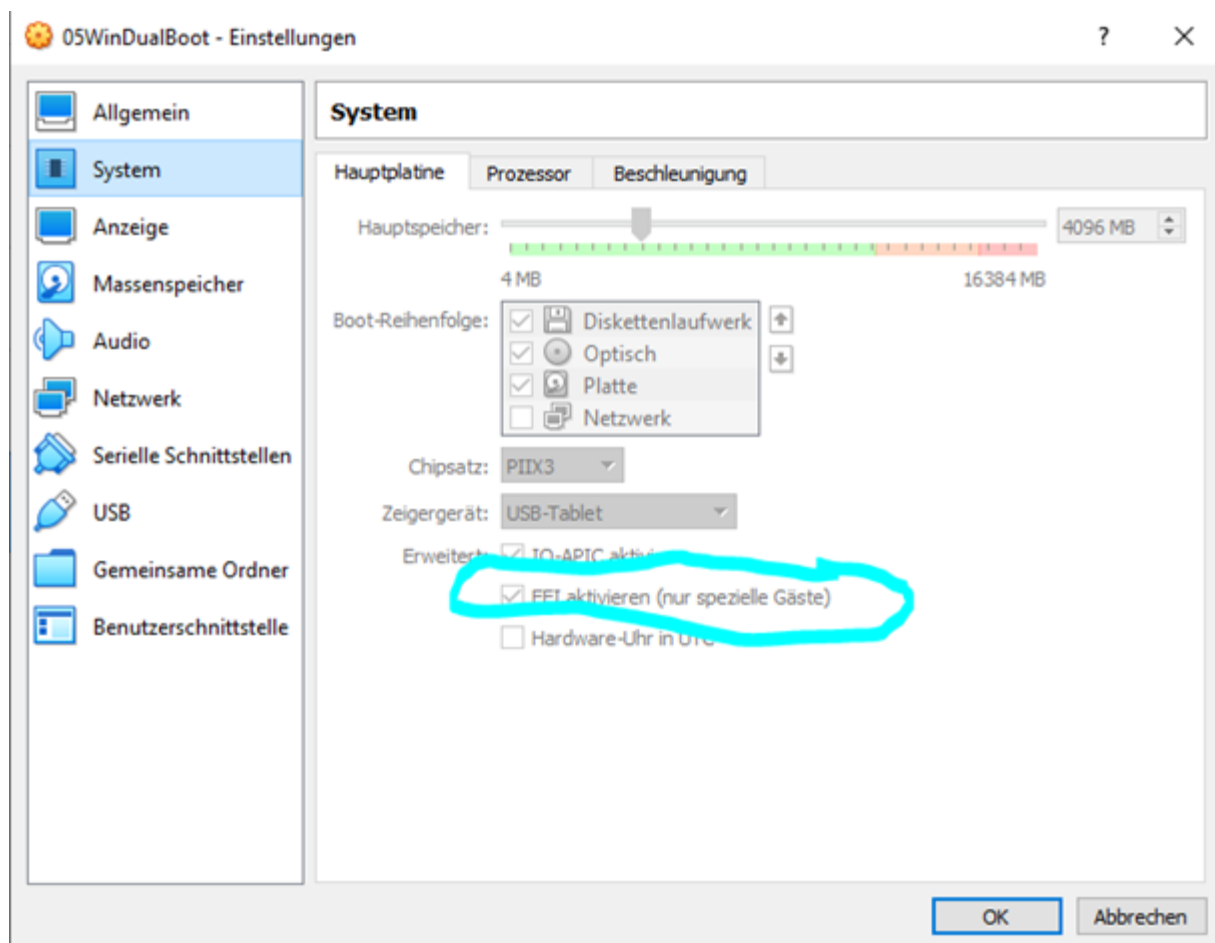 05WinDualBoot - Einstellungen
?
Allgemein
System
Anzeige
Massenspeicher
Audio
Netzwerk
Serielle Schnittstellen
USB
Gemeinsame Ordner
Benutzerschnittstelle
System
Hauptplatine Prozessor Beschleunigung
Hauptspeicher: 4096 MB
4 MB 16384 MB
Boot-Reihenfolge: Diskettenlaufwerk
Optisch
Platte
Netzwerk
Chipsatz: PIIX3
Zeigergerät: USB-Tablet
Erweitert: IO-APIC
EFI aktivieren (nur spezielle Gäste)
Hardware-Uhr in UTC
OK Abbrechen